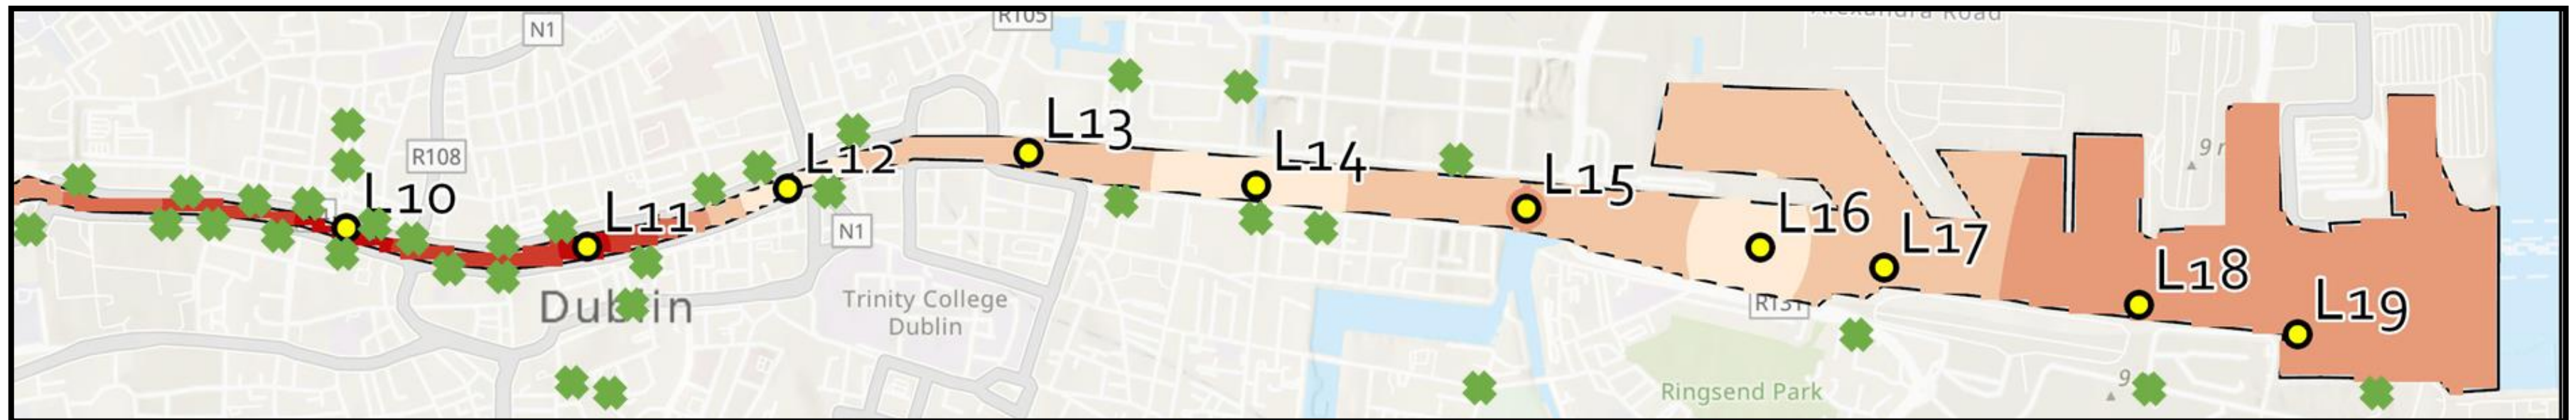 N1
R105
Alexandra Road
L13
L12
L14
R108
L10
L15
9
L11
L16
N1
L17
L18
Dublin
Trinity College
Dublin
R131
L19
9
Ringsend Park